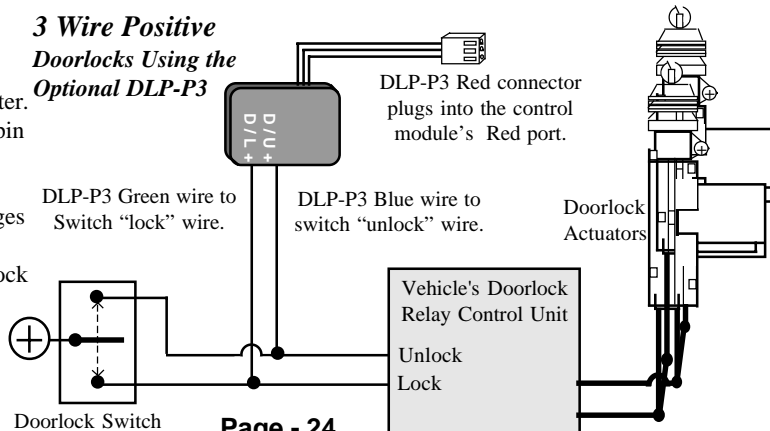 3 Wire Positive
Doorlocks Using the
Optional DLP-P3
ter.
pin
ges
ock
D/L +
D/U +
DLP-P3 Red connector
plugs into the control
module's Red port.
DLP-P3 Green wire to
Switch “lock” wire.
DLP-P3 Blue wire to
switch “unlock” wire.
Doorlock
Actuators
Vehicle's Doorlock
Relay Control Unit
Unlock
Lock
Doorlock Switch
Page - 24